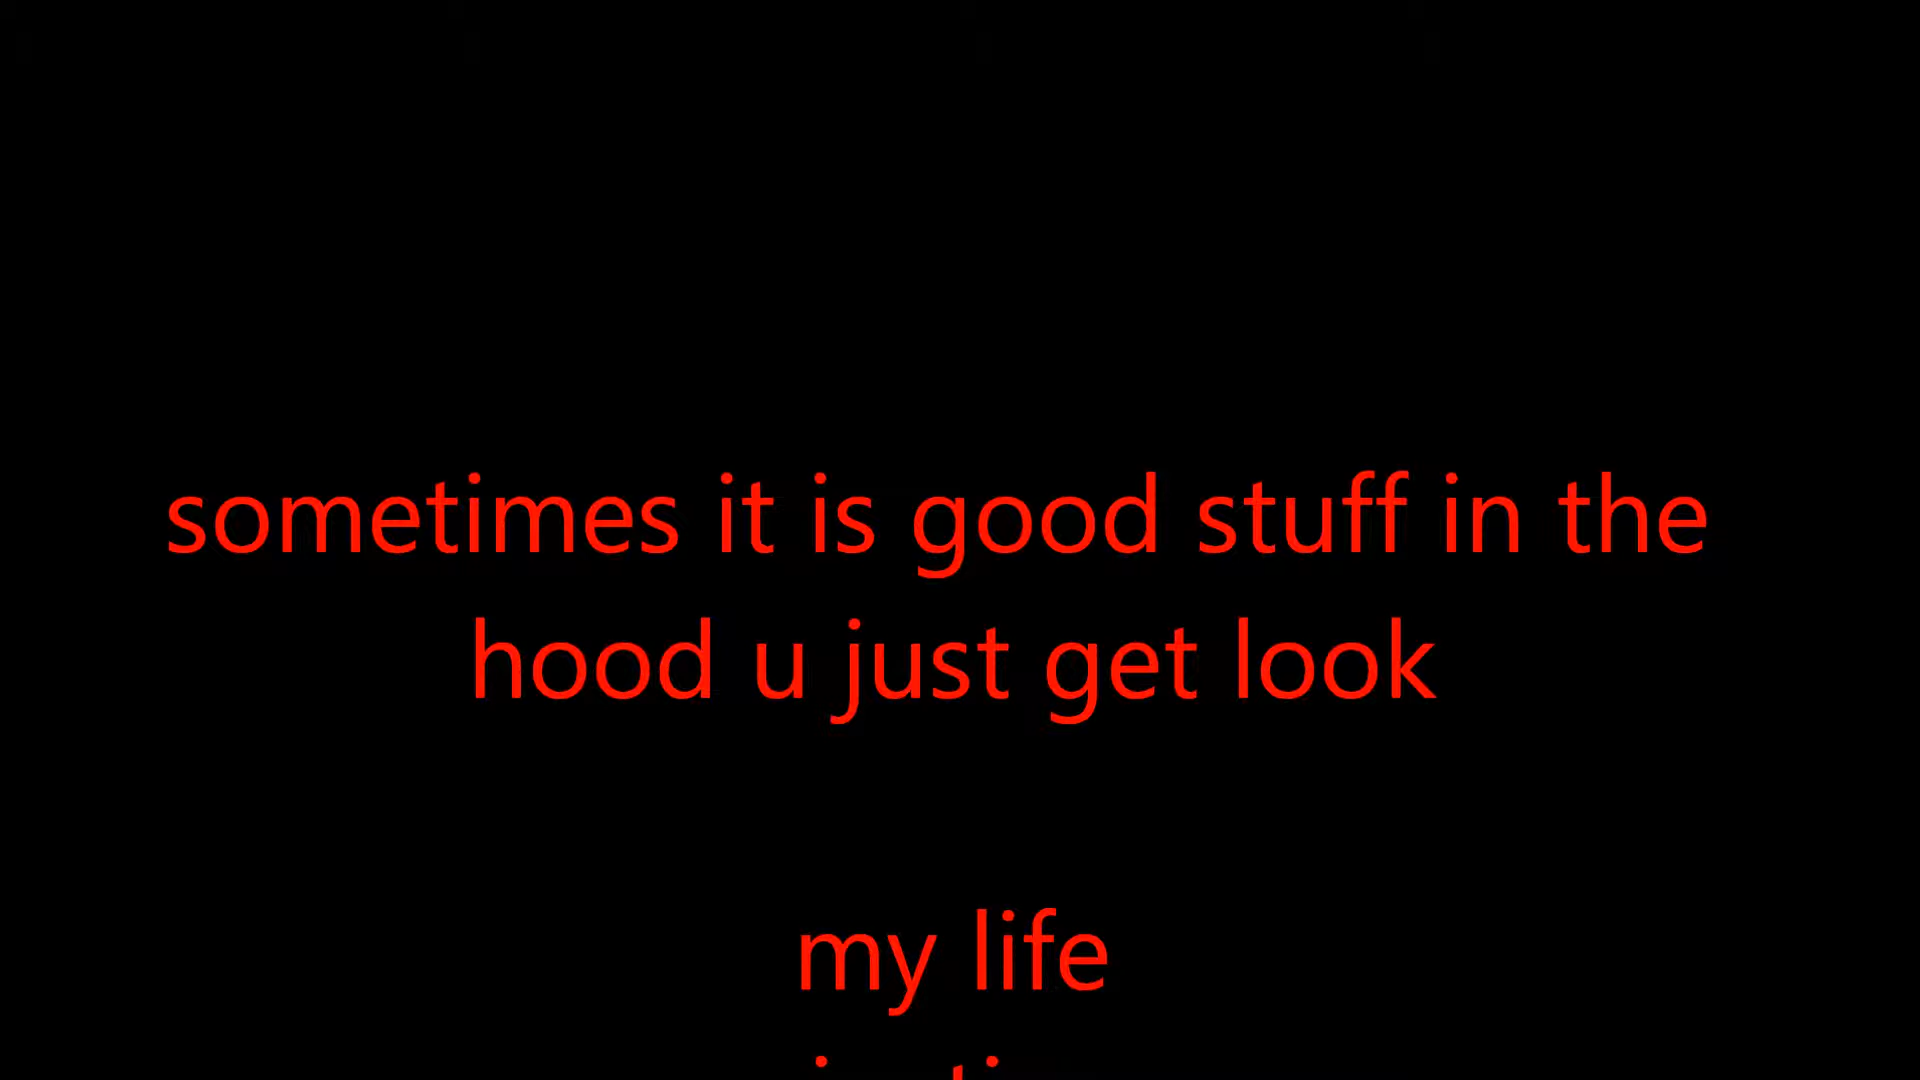 sometimes it is good stuff in the
hood u just get look
my life